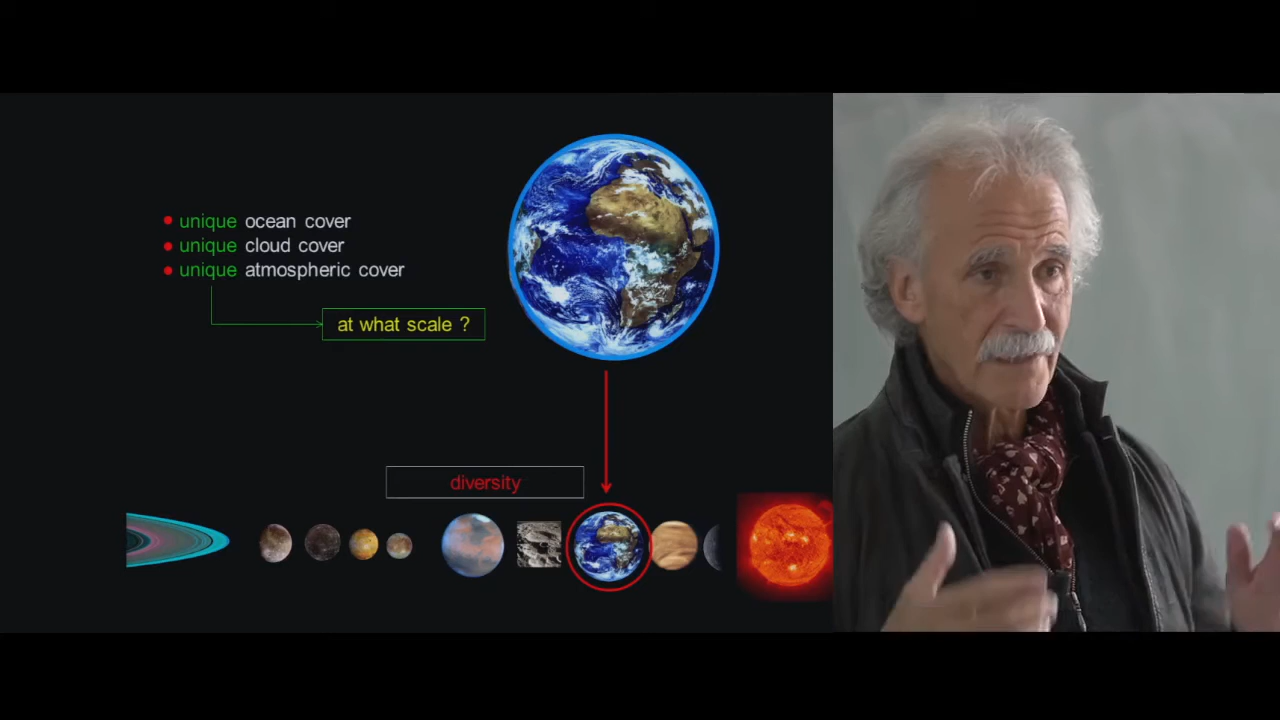 unique ocean cover
unique cloud cover
unique atmospheric cover
at what scale ?
diversity